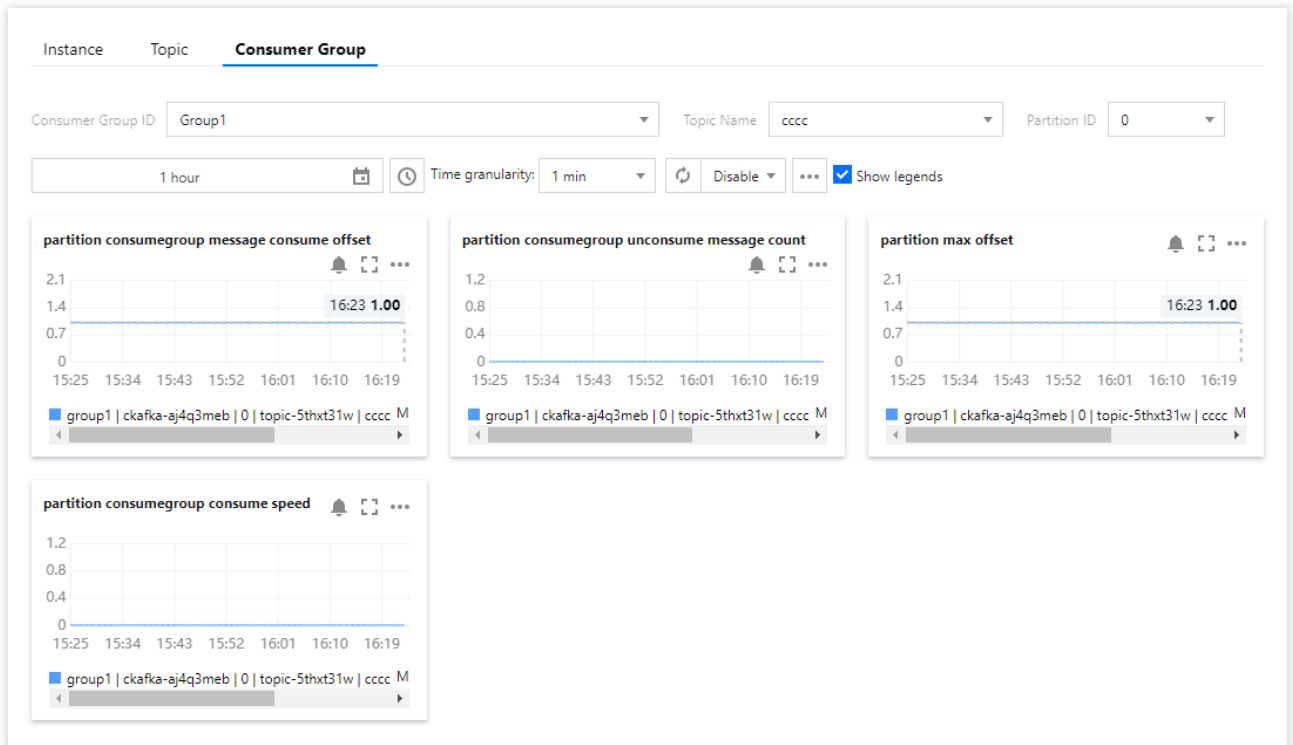 Instance Topic Consumer Group
Consumer Group ID Group1 Topic Name cccc Partition ID 0
1 hour Time granularity: 1 min Disable Show legends
partition consumegroup message consume offset
2.1
1.4
0.7
0
16:23 1.00
15:25 15:34 15:43 15:52 16:01 16:10 16:19
group1 | ckafka-aj4q3meb | 0 | topic-5thxt31w | cccc M
partition consumegroup unconsume message count
1.2
0.8
0.4
0
15:25 15:34 15:43 15:52 16:01 16:10 16:19
group1 | ckafka-aj4q3meb | 0 | topic-5thxt31w | cccc M
partition max offset
2.1
1.4
0.7
0
16:23 1.00
15:25 15:34 15:43 15:52 16:01 16:10 16:19
group1 | ckafka-aj4q3meb | 0 | topic-5thxt31w | cccc M
partition consumegroup consume speed
1.2
0.8
0.4
0
15:25 15:34 15:43 15:52 16:01 16:10 16:19
group1 | ckafka-aj4q3meb | 0 | topic-5thxt31w | cccc M